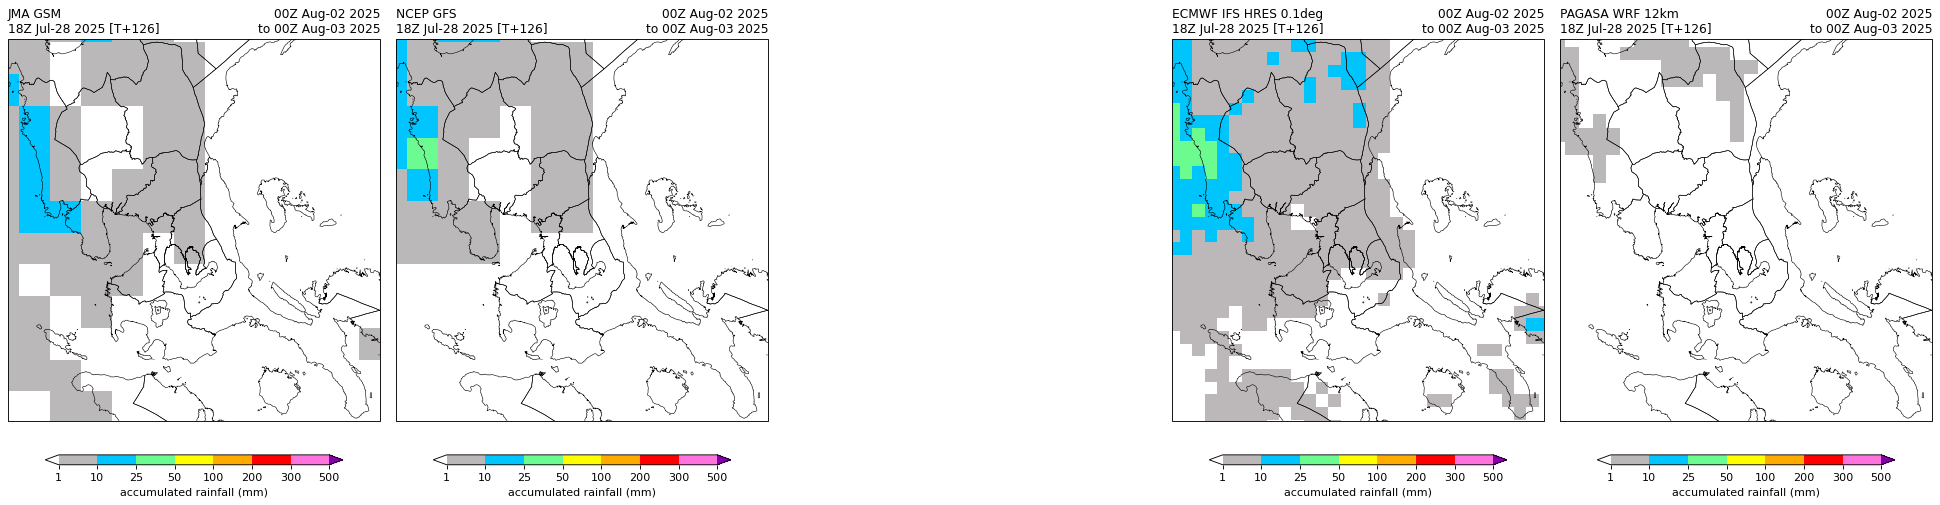 JMA GSM
00Z Aug-02 2025
18Z Jul-28 2025 [T+126]
to 00Z Aug-03 2025
NCEP GFS
00Z Aug-02 2025
18Z Jul-28 2025 [T+126]
to 00Z Aug-03 2025
ECMWF IFS HRES 0.1deg
00Z Aug-02 2025
18Z Jul-28 2025 [T+126]
to 00Z Aug-03 2025
PAGASA WRF 12km
00Z Aug-02 2025
18Z Jul-28 2025 [T+126]
to 00Z Aug-03 2025
1 10 25 50 100 200 300 500
accumulated rainfall (mm)
1 10 25 50 100 200 300 500
accumulated rainfall (mm)
1 10 25 50 100 200 300 500
accumulated rainfall (mm)
1 10 25 50 100 200 300 500
accumulated rainfall (mm)